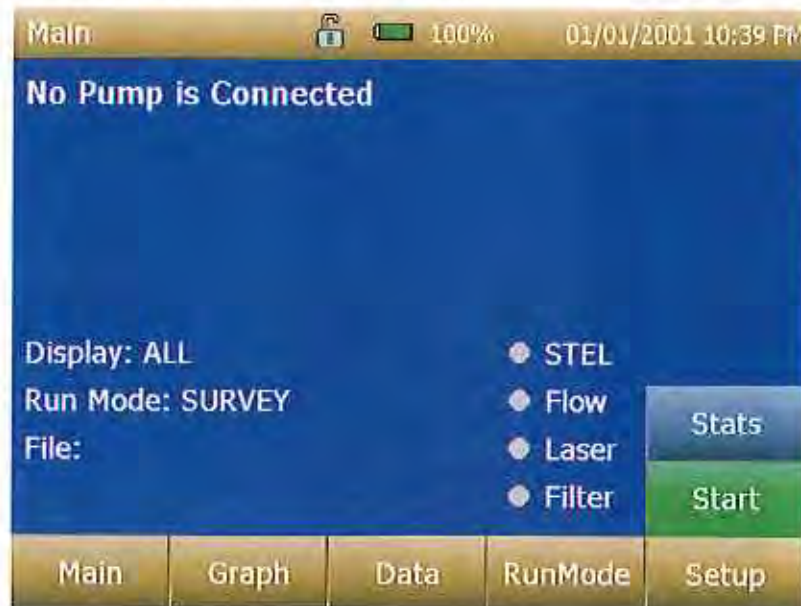 Main 100% 01/01/2001 10:39 PM
No Pump is Connected
Display: ALL
Run Mode: SURVEY
File:
STEL
Flow
Laser
Filter
Stats
Start
Main Graph Data RunMode Setup